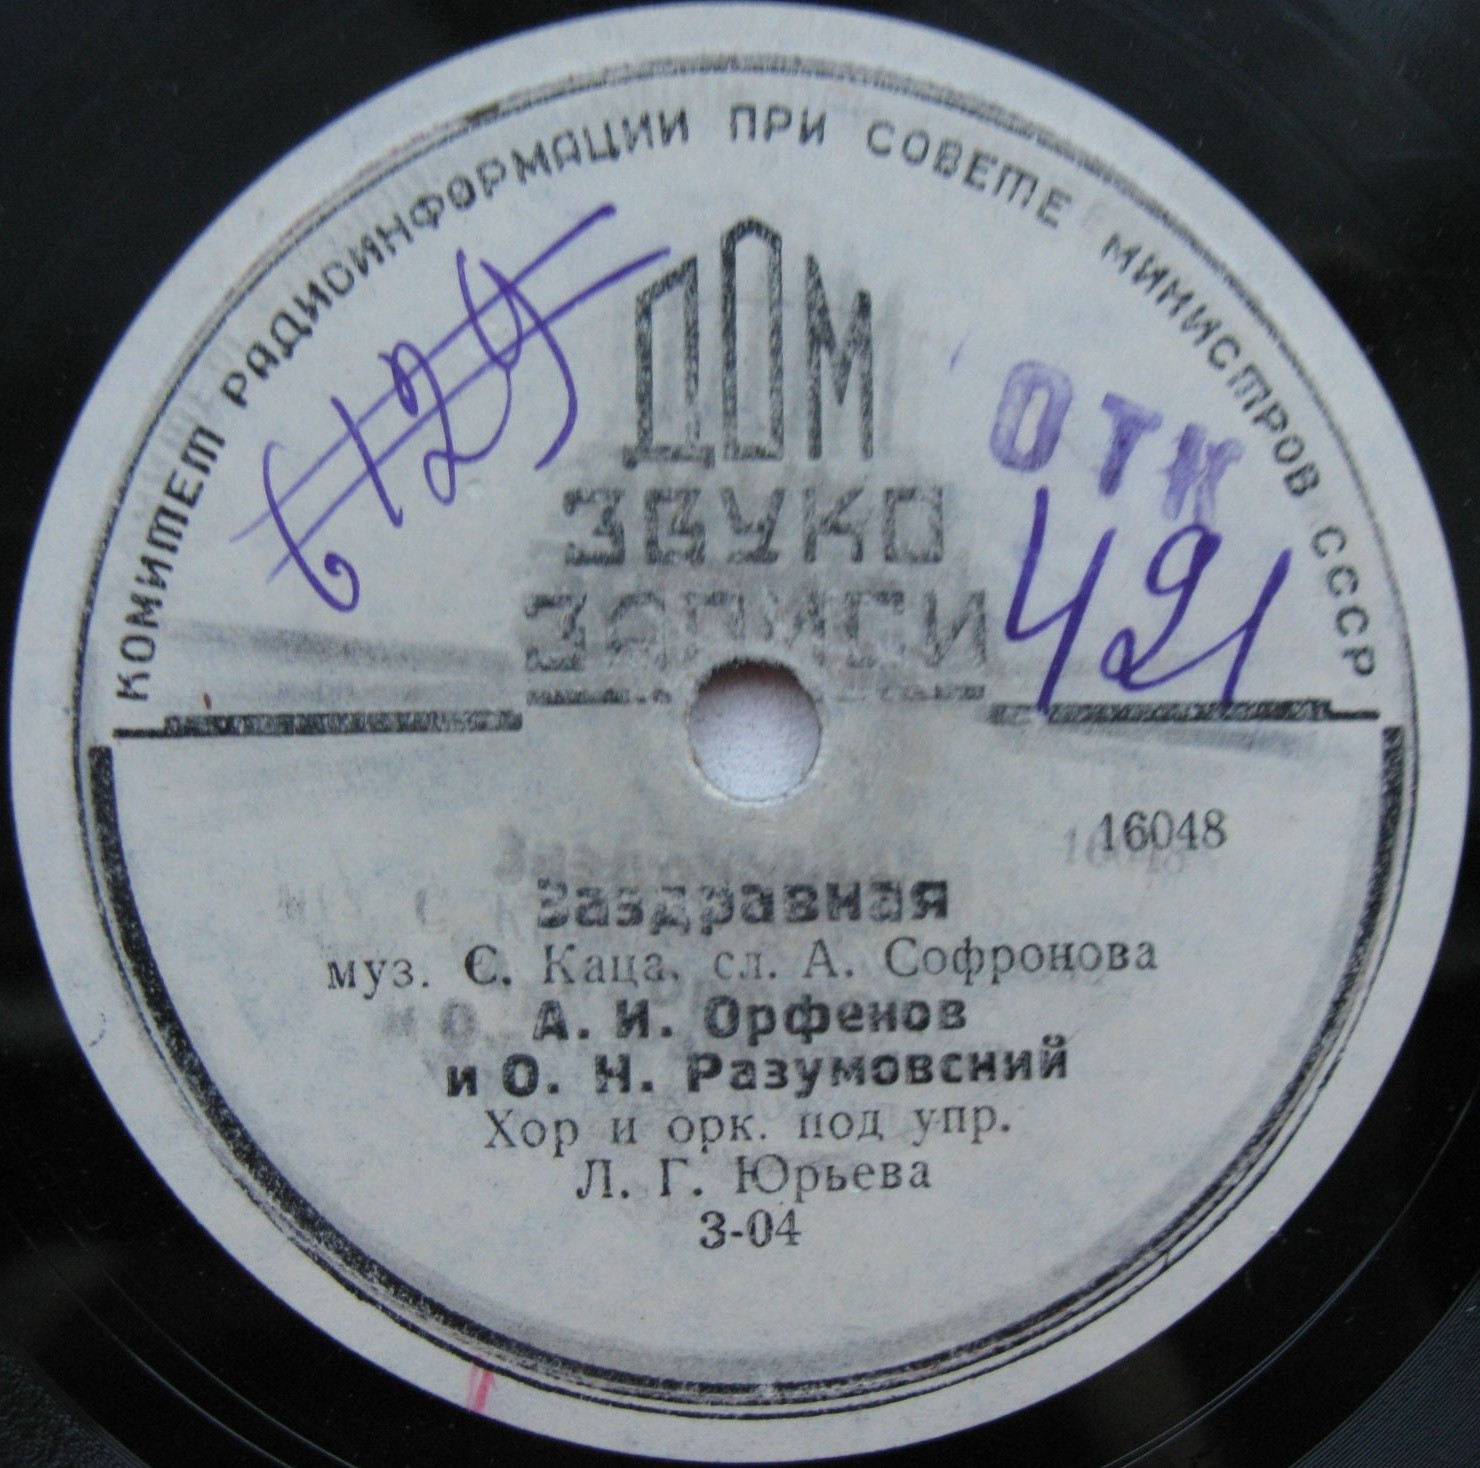 КОМИТЕТ РАДИОИНФОРМАЦИИ ПРИ СОВЕТЕ МИНИСТРОВ СССР
ДОМ
ЗВУКО
ЗАПИСИ
ОТК
421
16048
Заздравная
муз. С. Каца, сл. А. Софронова
А. И. Орфенов
и О. Н. Разумовский
Хор и орк. под упр.
Л. Г. Юрьева
3-04